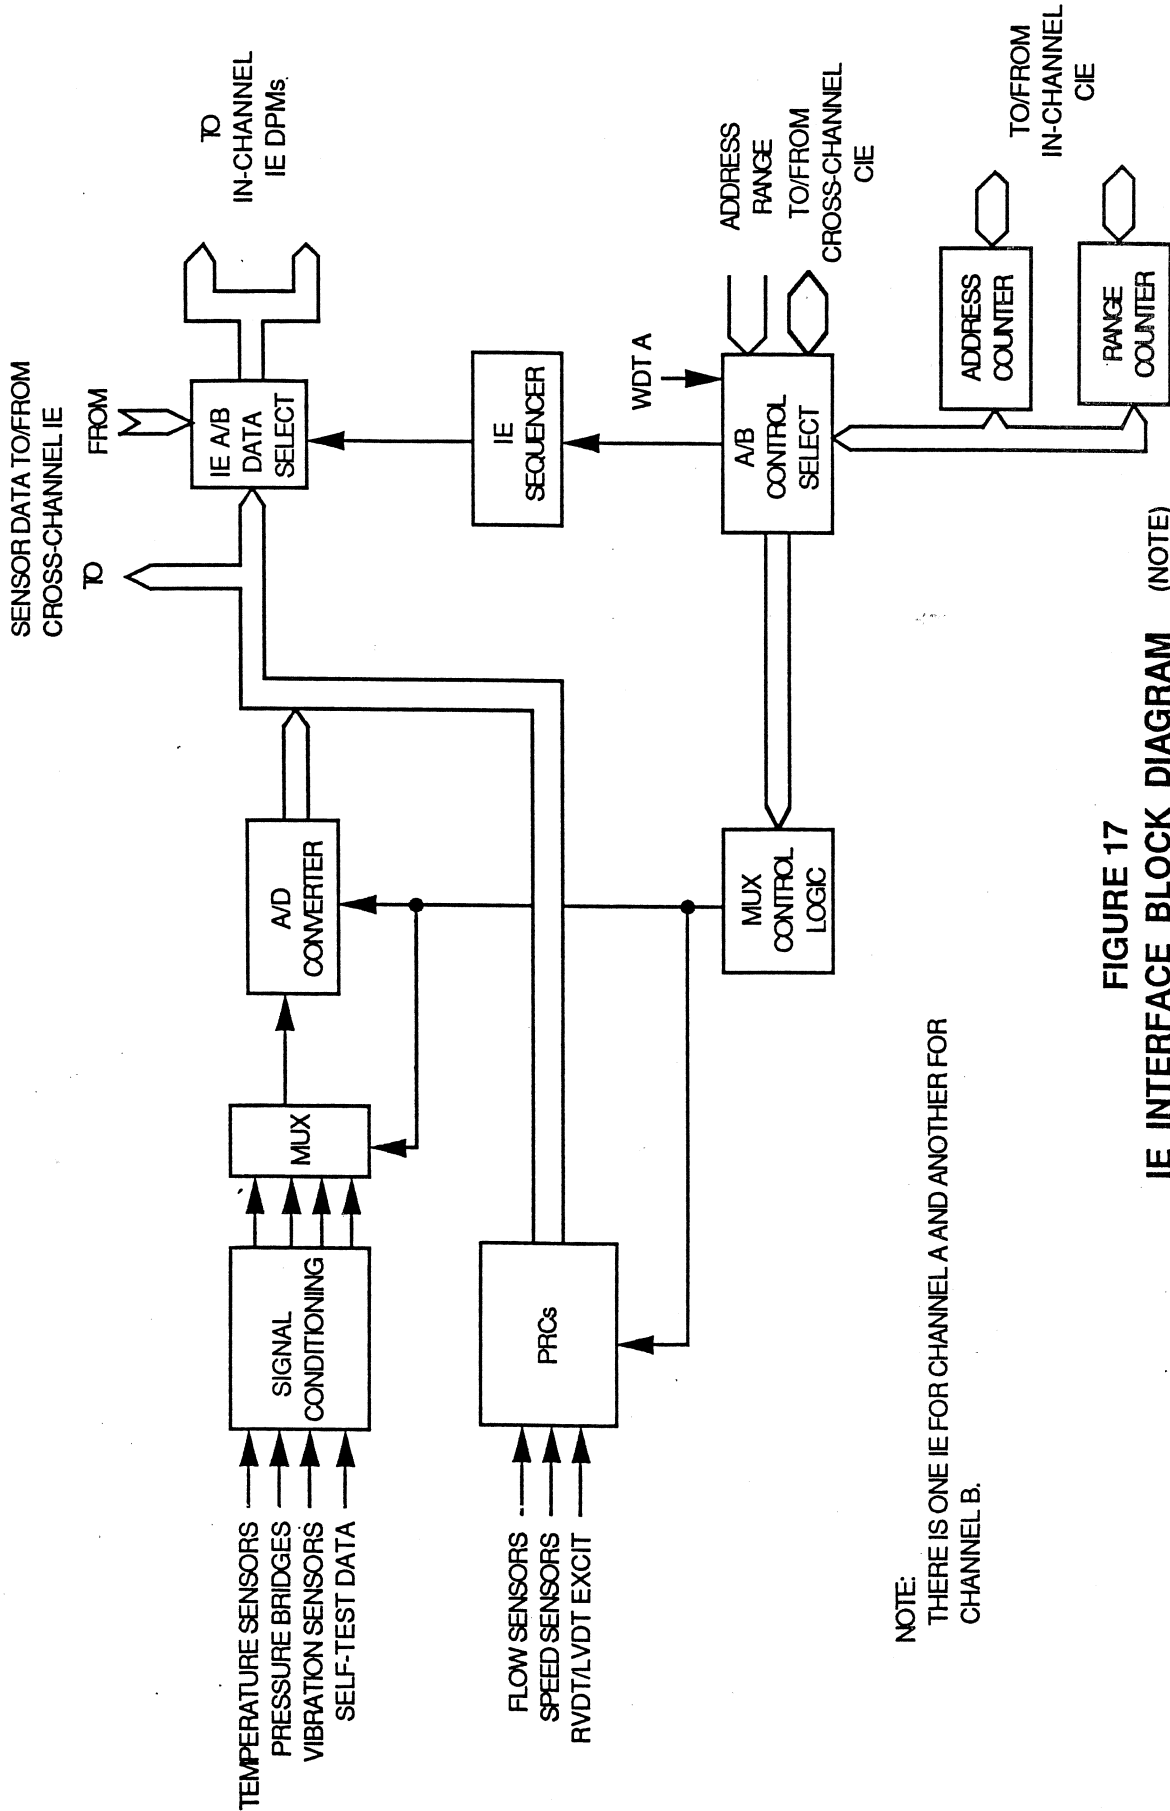 SENSOR DATA TO/FROM
CROSS-CHANNEL IE
TO
FROM
TO
IN-CHANNEL
IE DPMs
TEMPERATURE SENSORS
PRESSURE BRIDGES
VIBRATION SENSORS
SELF-TEST DATA
SIGNAL
CONDITIONING
MUX
A/D
CONVERTER
IE A/B
DATA
SELECT
FLOW SENSORS
SPEED SENSORS
RVDT/LVDT EXCIT
PRCs
IE
SEQUENCER
WDT A
MUX
CONTROL
LOGIC
A/B
CONTROL
SELECT
ADDRESS
RANGE
TO/FROM
CROSS-CHANNEL
CIE
ADDRESS
COUNTER
RANGE
COUNTER
TO/FROM
IN-CHANNEL
CIE
NOTE:
THERE IS ONE IE FOR CHANNEL A AND ANOTHER FOR
CHANNEL B.
FIGURE 17
IE INTERFACE BLOCK DIAGRAM (NOTE)